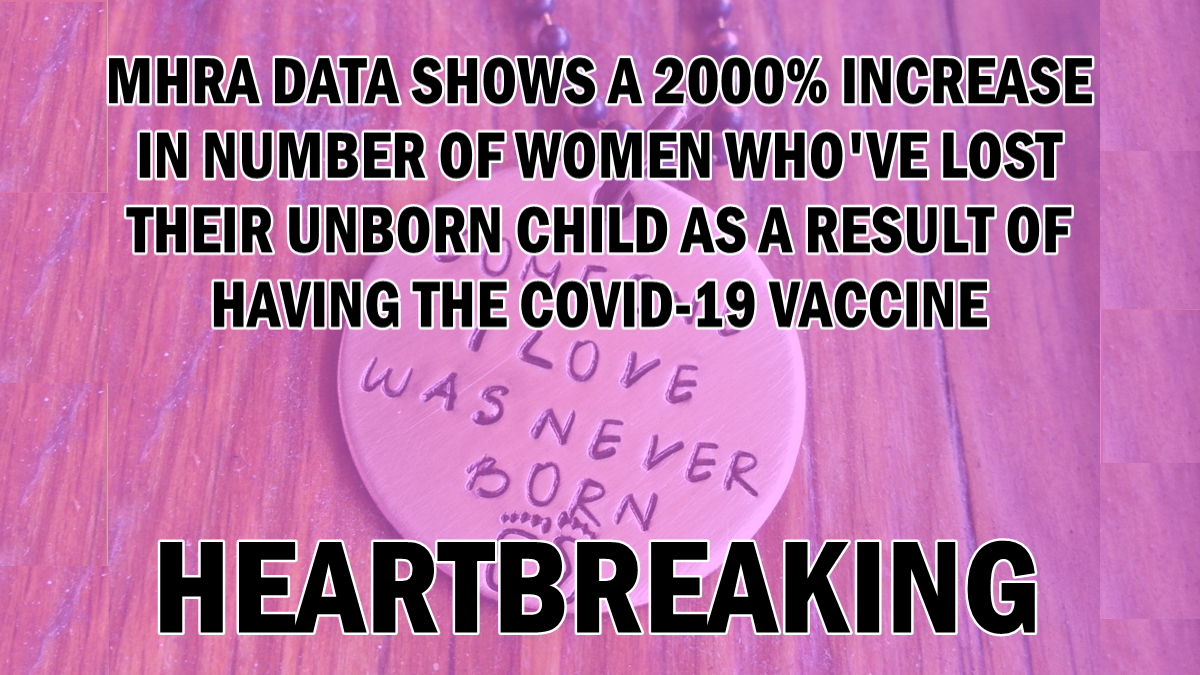 MHRA DATA SHOWS A 2000% INCREASE
IN NUMBER OF WOMEN WHO'VE LOST
THEIR UNBORN CHILD AS A RESULT OF
HAVING THE COVID-19 VACCINE
I LOVE
WAS NEVER
BORN
HEARTBREAKING